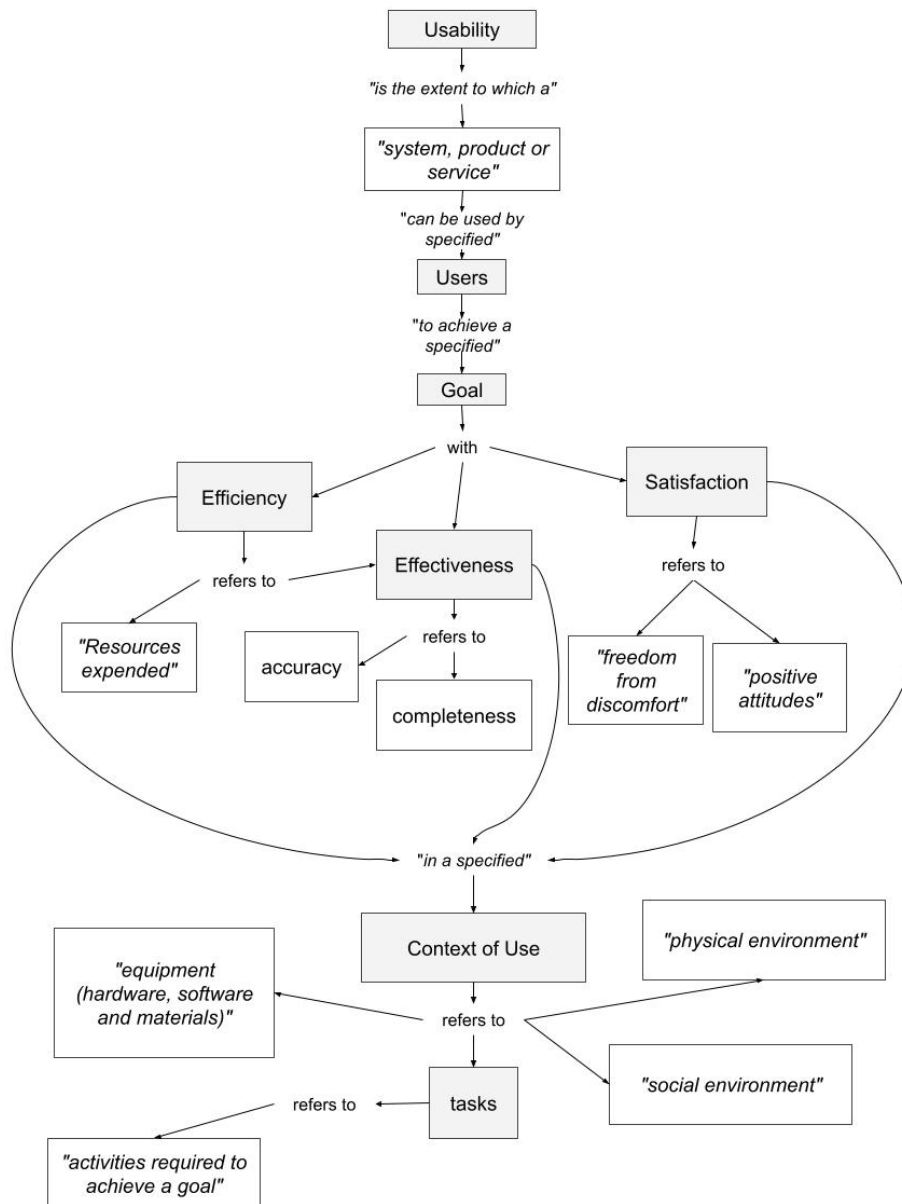 Usability
"is the extent to which a"
"system, product or
service"
"can be used by
specified"
Users
"to achieve a
specified"
Goal
with
Efficiency
Satisfaction
Effectiveness
refers to
refers to
"Resources
expended"
refers to
accuracy
completeness
"freedom
from
discomfort"
"positive
attitudes"
"in a specified"
Context of Use
"physical environment"
"equipment
(hardware, software
and materials)"
refers to
"social environment"
tasks
refers to
"activities required to
achieve a goal"